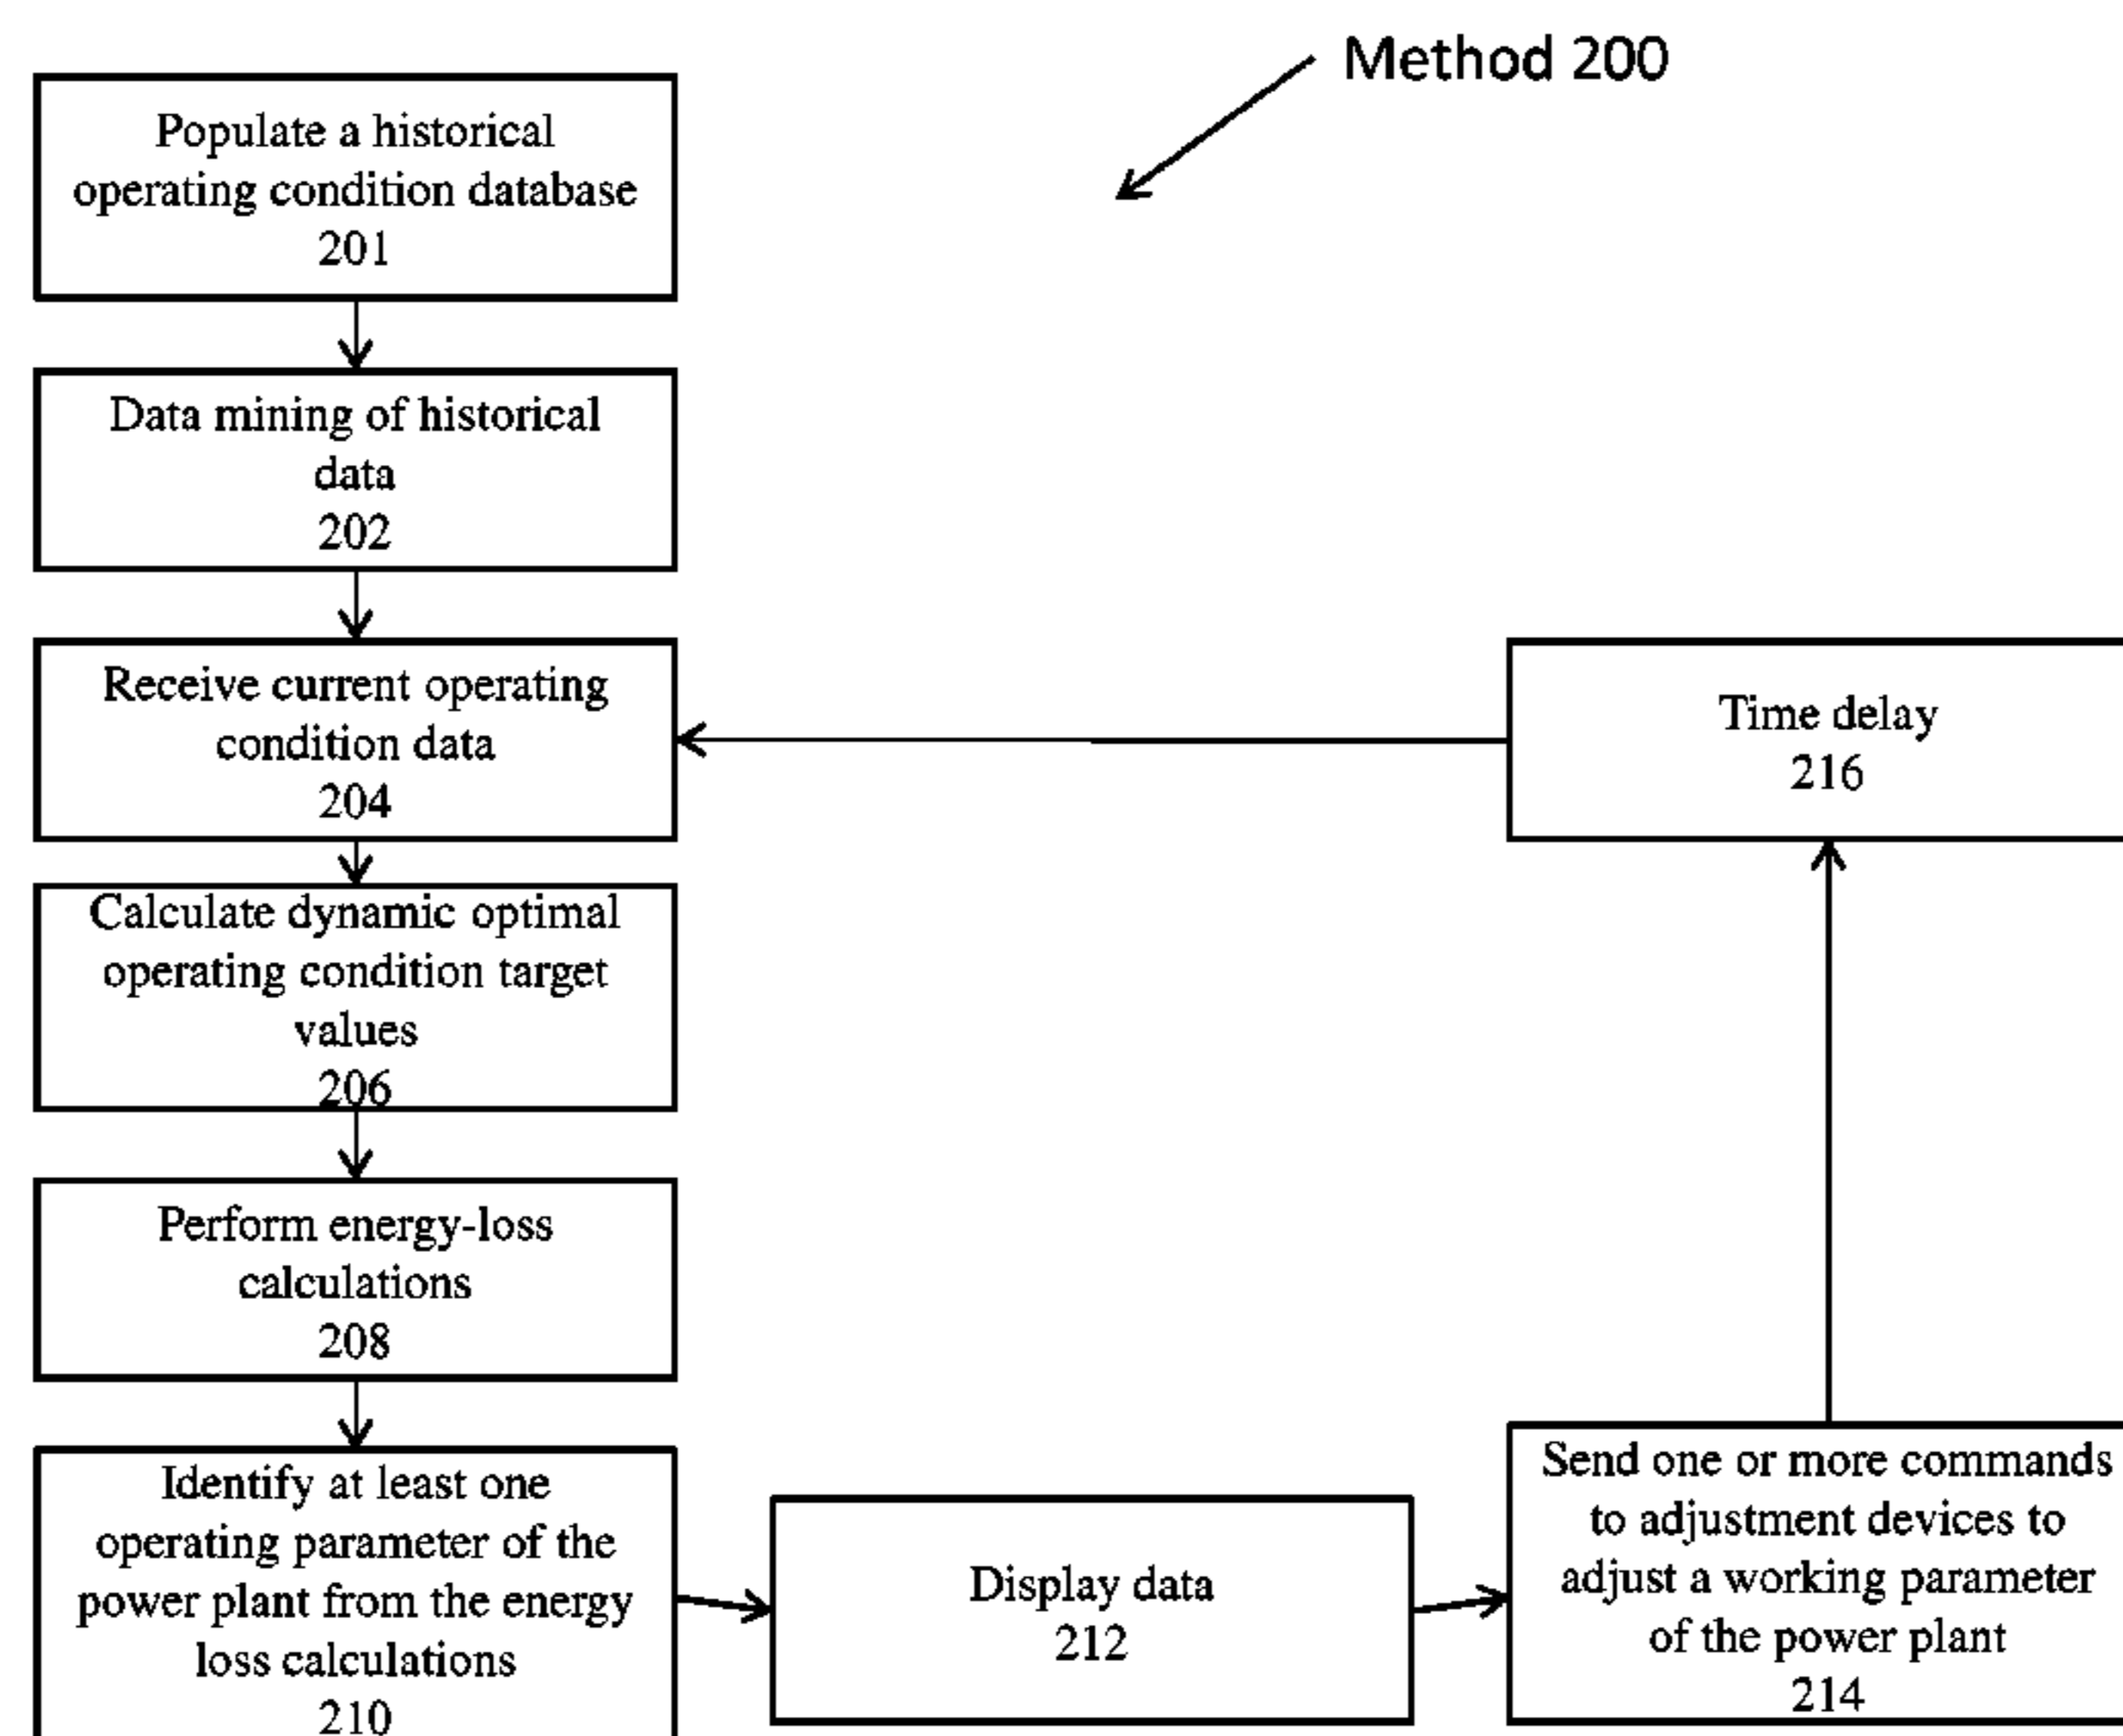 Method 200
Populate a historical
operating condition database
201
Data mining of historical
data
202
Receive current operating
condition data
204
Time delay
216
Calculate dynamic optimal
operating condition target
values
206
Perform energy-loss
calculations
208
Identify at least one
operating parameter of the
power plant from the energy
loss calculations
210
Display data
212
Send one or more commands
to adjustment devices to
adjust a working parameter
of the power plant
214